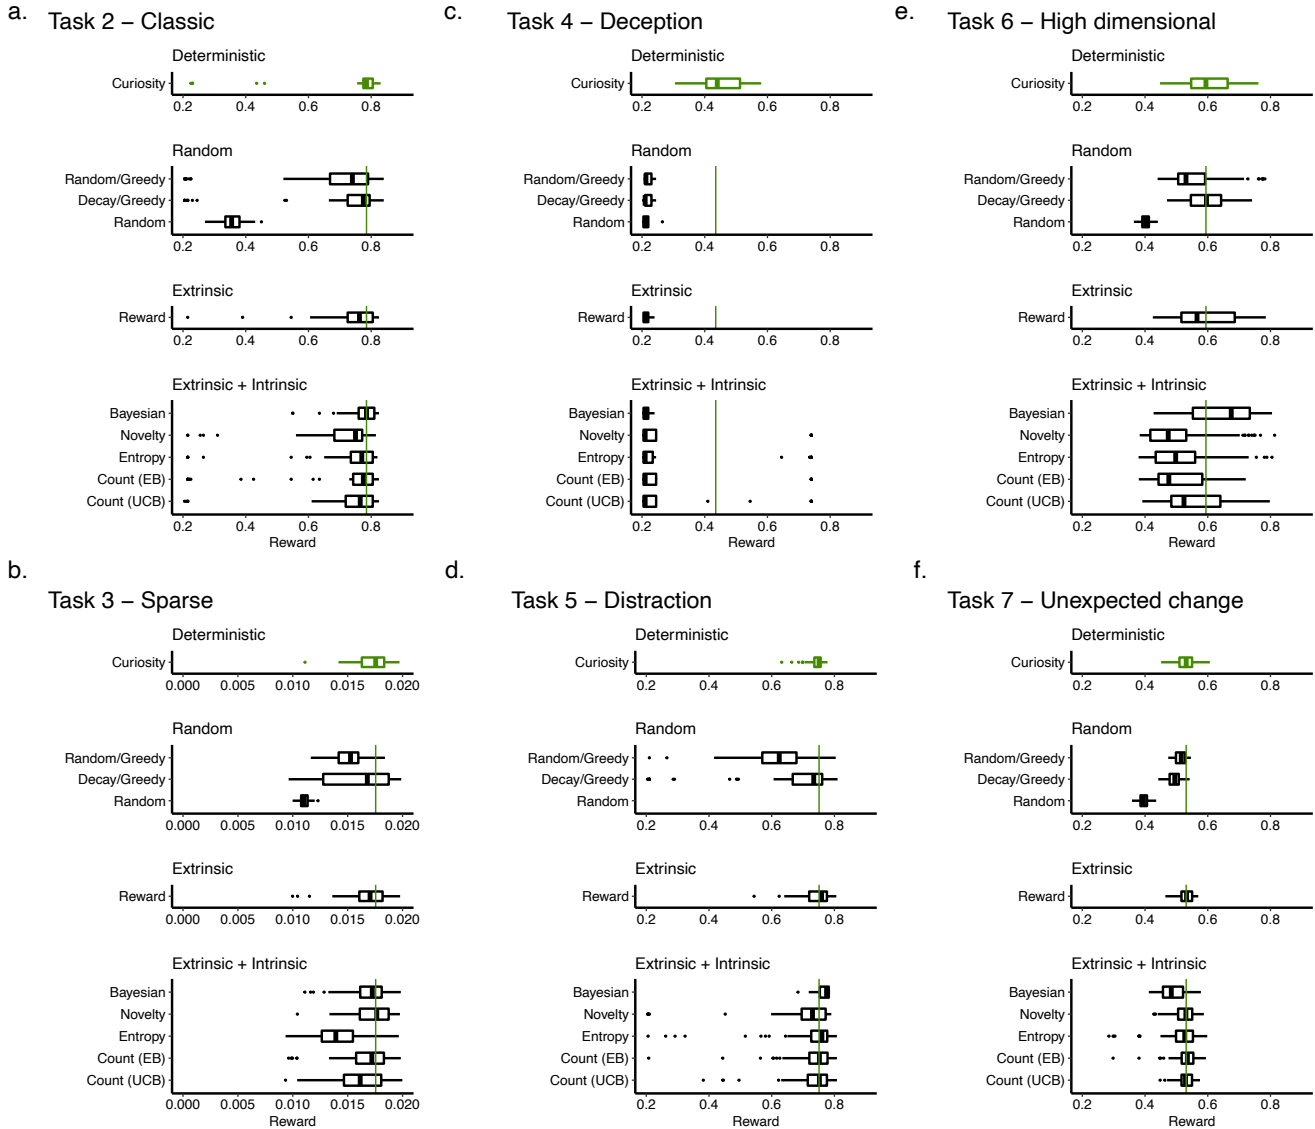 a.
Task 2 – Classic
Deterministic
Curiosity
0.2 0.4 0.6 0.8
Random
Random/Greedy
Decay/Greedy
Random
0.2 0.4 0.6 0.8
Extrinsic
Reward
0.2 0.4 0.6 0.8
Extrinsic + Intrinsic
Bayesian
Novelty
Entropy
Count (EB)
Count (UCB)
0.2 0.4 0.6 0.8
Reward
b.
Task 3 – Sparse
Deterministic
Curiosity
0.000 0.005 0.010 0.015 0.020
Random
Random/Greedy
Decay/Greedy
Random
0.000 0.005 0.010 0.015 0.020
Extrinsic
Reward
0.000 0.005 0.010 0.015 0.020
Extrinsic + Intrinsic
Bayesian
Novelty
Entropy
Count (EB)
Count (UCB)
0.000 0.005 0.010 0.015 0.020
Reward
c.
Task 4 – Deception
Deterministic
Curiosity
0.2 0.4 0.6 0.8
Random
Random/Greedy
Decay/Greedy
Random
0.2 0.4 0.6 0.8
Extrinsic
Reward
0.2 0.4 0.6 0.8
Extrinsic + Intrinsic
Bayesian
Novelty
Entropy
Count (EB)
Count (UCB)
0.2 0.4 0.6 0.8
Reward
d.
Task 5 – Distraction
Deterministic
Curiosity
0.2 0.4 0.6 0.8
Random
Random/Greedy
Decay/Greedy
Random
0.2 0.4 0.6 0.8
Extrinsic
Reward
0.2 0.4 0.6 0.8
Extrinsic + Intrinsic
Bayesian
Novelty
Entropy
Count (EB)
Count (UCB)
0.2 0.4 0.6 0.8
Reward
e.
Task 6 – High dimensional
Deterministic
Curiosity
0.2 0.4 0.6 0.8
Random
Random/Greedy
Decay/Greedy
Random
0.2 0.4 0.6 0.8
Extrinsic
Reward
0.2 0.4 0.6 0.8
Extrinsic + Intrinsic
Bayesian
Novelty
Entropy
Count (EB)
Count (UCB)
0.2 0.4 0.6 0.8
Reward
f.
Task 7 – Unexpected change
Deterministic
Curiosity
0.2 0.4 0.6 0.8
Random
Random/Greedy
Decay/Greedy
Random
0.2 0.4 0.6 0.8
Extrinsic
Reward
0.2 0.4 0.6 0.8
Extrinsic + Intrinsic
Bayesian
Novelty
Entropy
Count (EB)
Count (UCB)
0.2 0.4 0.6 0.8
Reward